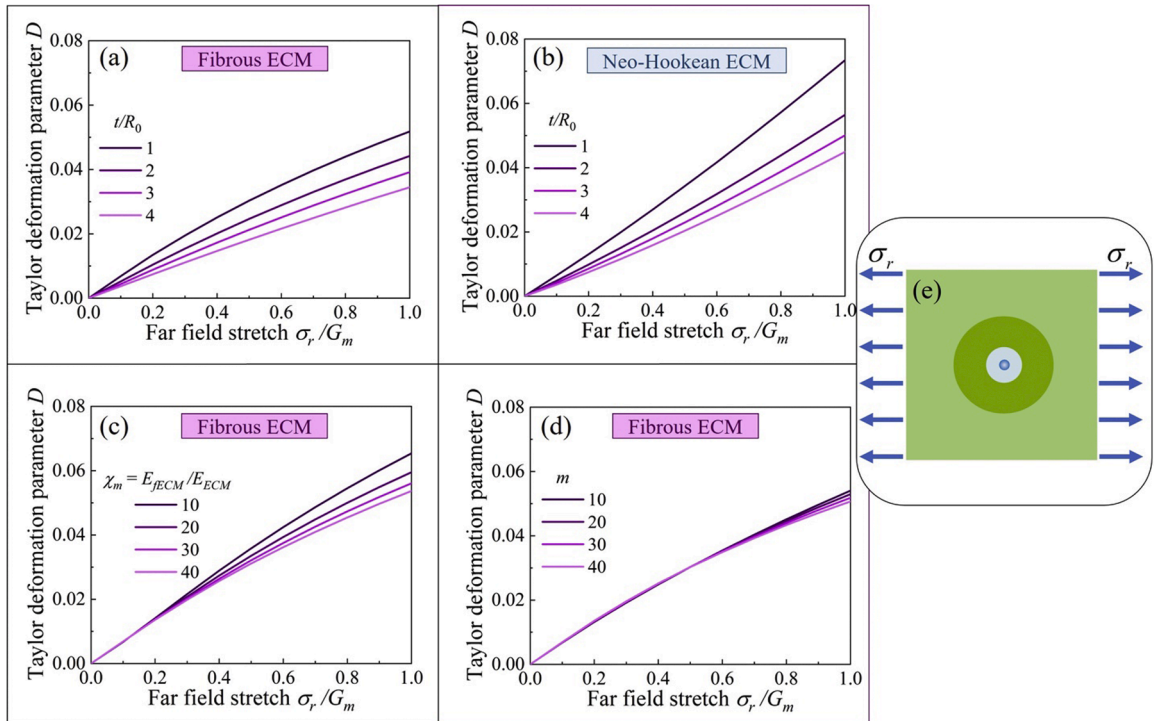 (a)
Fibrous ECM
t/R₀
1
2
3
4
Taylor deformation parameter D
0.08
0.06
0.04
0.02
0.00
0.0 0.2 0.4 0.6 0.8 1.0
Far field stretch σᵣ/Gₘ
(b)
Neo-Hookean ECM
t/R₀
1
2
3
4
Taylor deformation parameter D
0.08
0.06
0.04
0.02
0.00
0.0 0.2 0.4 0.6 0.8 1.0
Far field stretch σᵣ/Gₘ
(c)
Fibrous ECM
χₘ = E_fECM/E_ECM
10
20
30
40
Taylor deformation parameter D
0.08
0.06
0.04
0.02
0.00
0.0 0.2 0.4 0.6 0.8 1.0
Far field stretch σᵣ/Gₘ
(d)
Fibrous ECM
m
10
20
30
40
Taylor deformation parameter D
0.08
0.06
0.04
0.02
0.00
0.0 0.2 0.4 0.6 0.8 1.0
Far field stretch σᵣ/Gₘ
σᵣ σᵣ
(e)